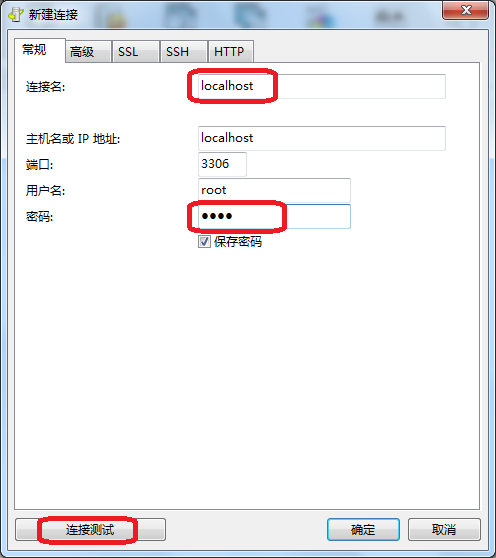 新建连接
常规 高级 SSL SSH HTTP
连接名: localhost
主机名或 IP 地址: localhost
端口: 3306
用户名: root
密码: ●●●●
保存密码
连接测试 确定 取消